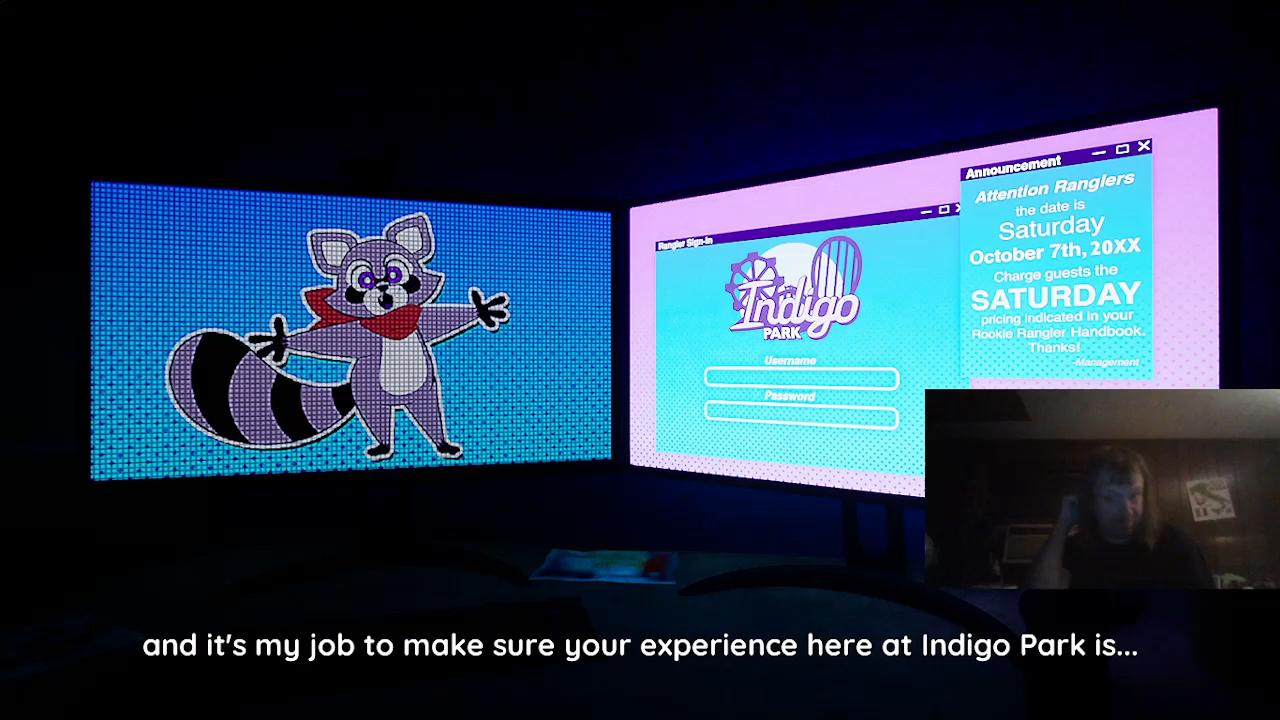 Announcement
Attention Ranglers
the date is
Saturday
October 7th, 20XX
Charge guests the
SATURDAY
pricing indicated in your
Rookie Rangler Handbook.
Thanks!
-Management
Rangler Sign-In
Indigo
PARK
Username
Password
and it's my job to make sure your experience here at Indigo Park is...